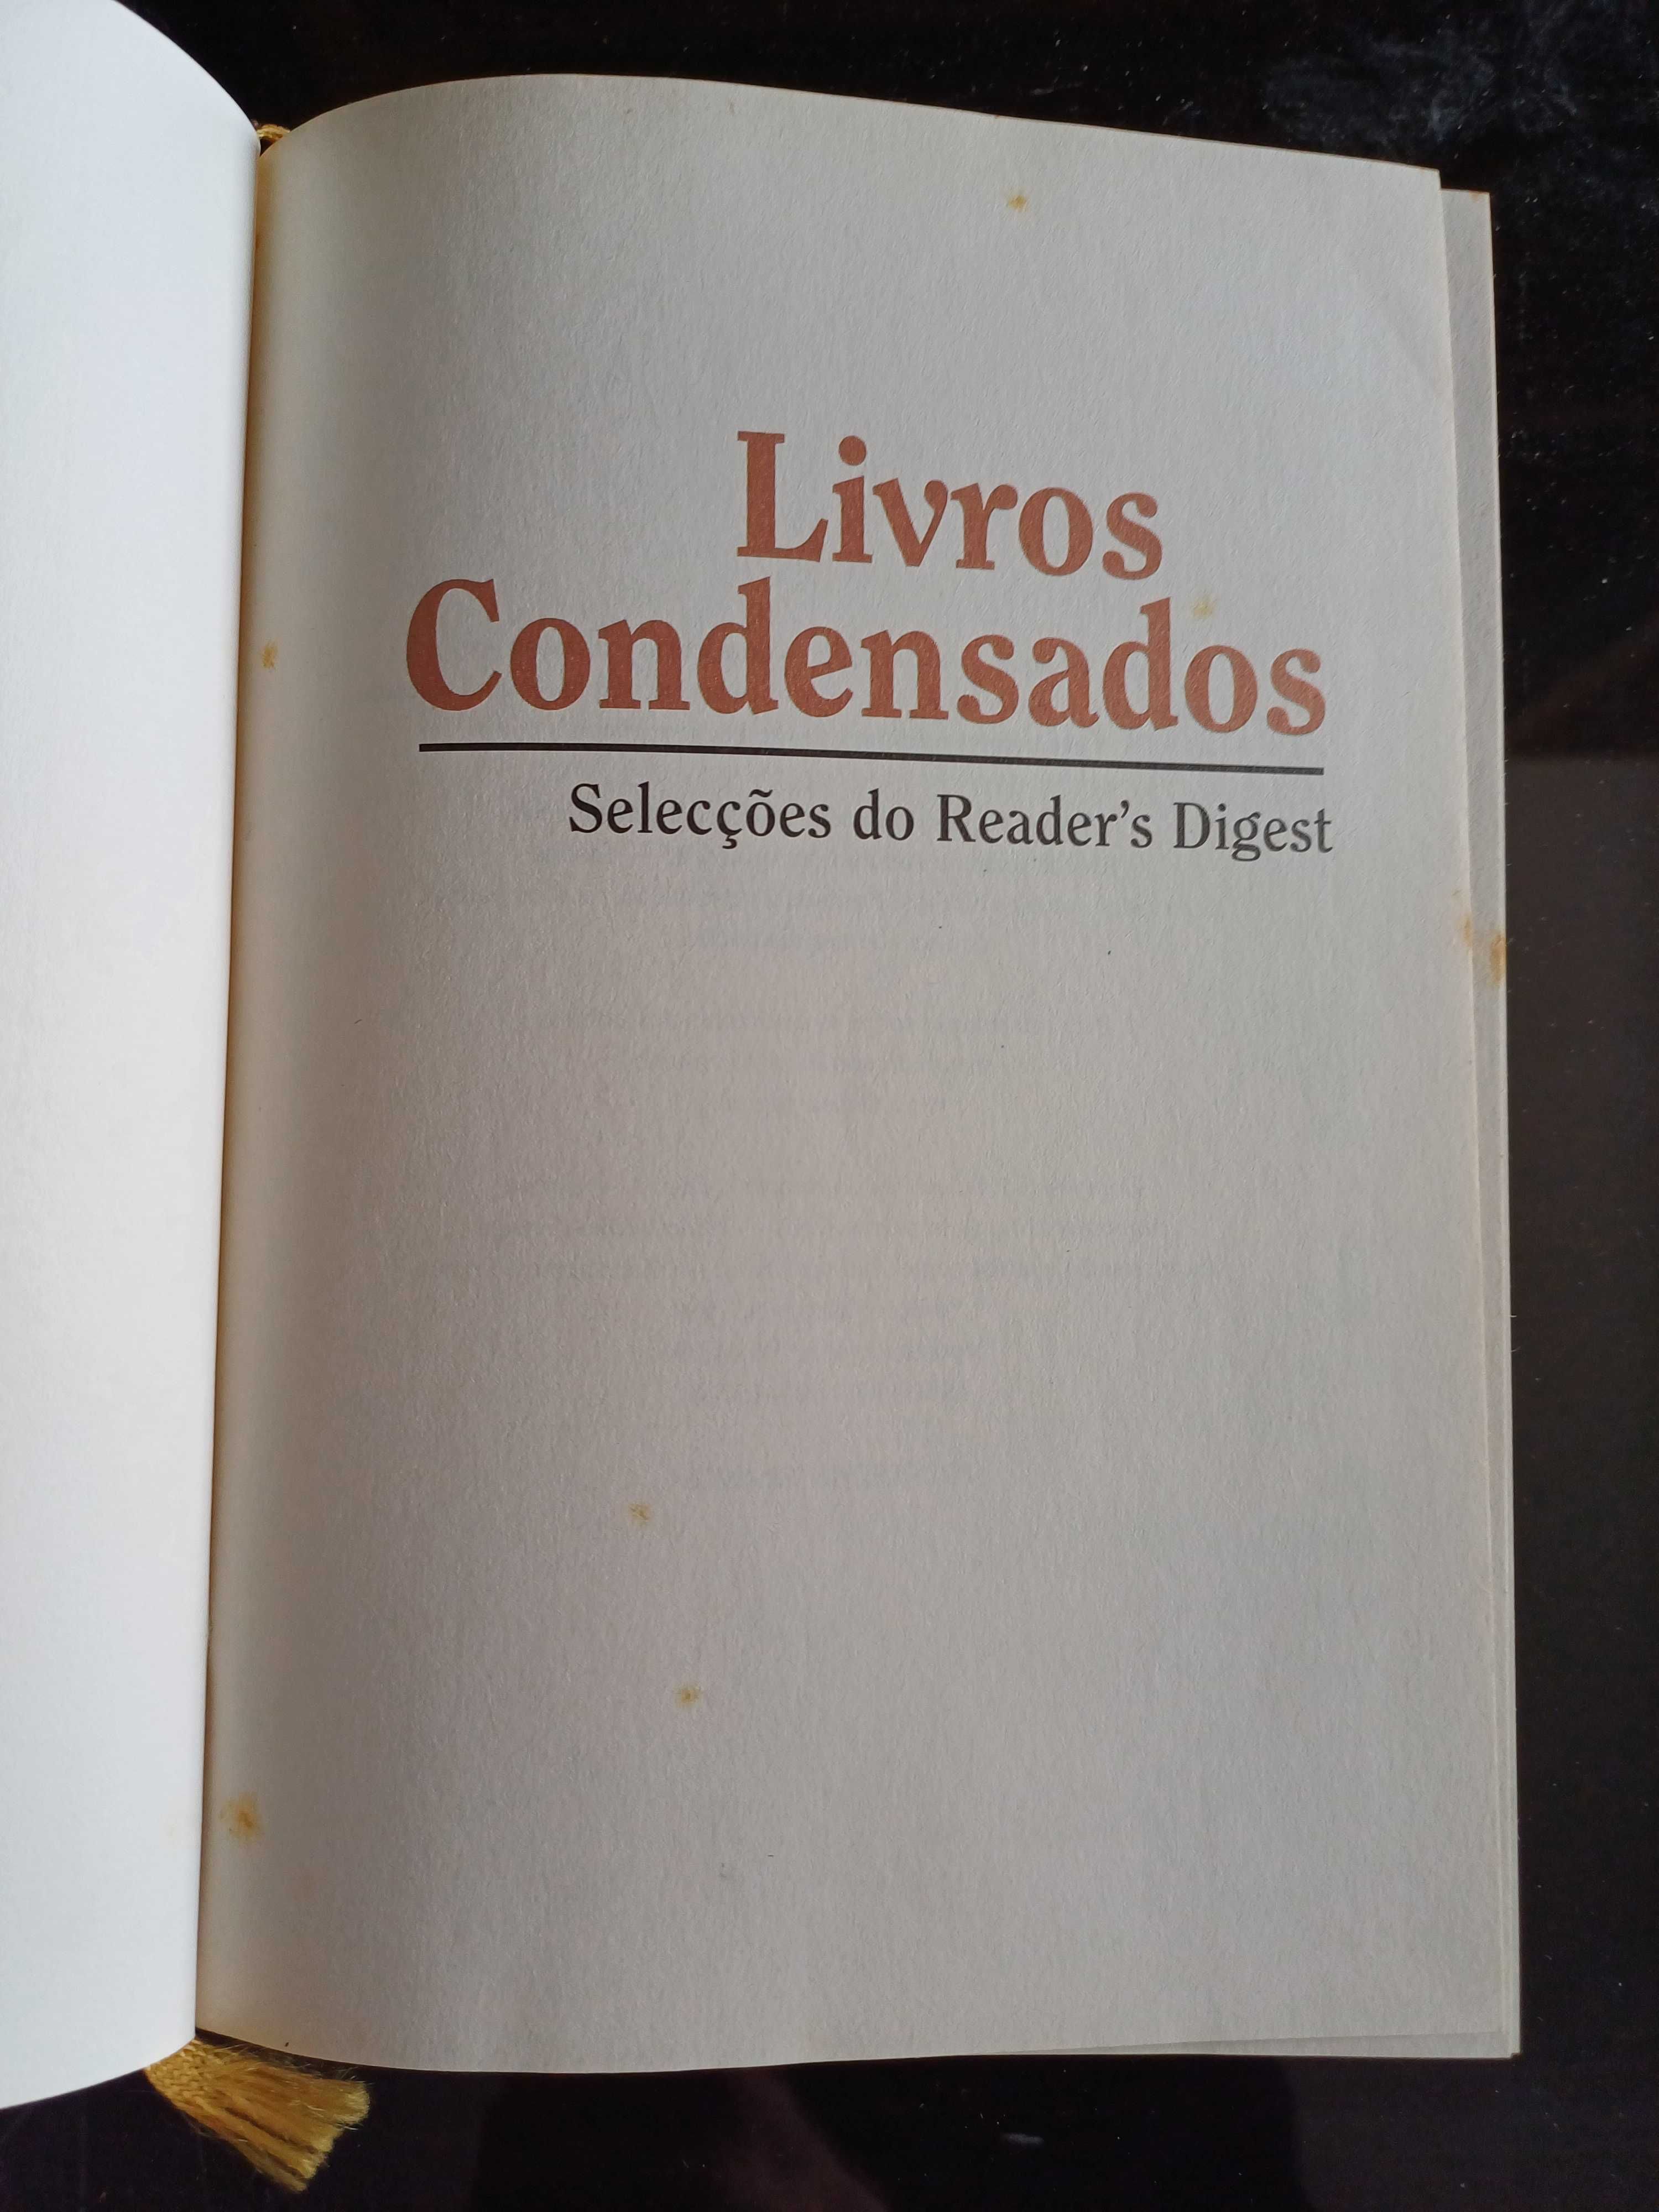 Livros
Condensados
Selecções do Reader's Digest